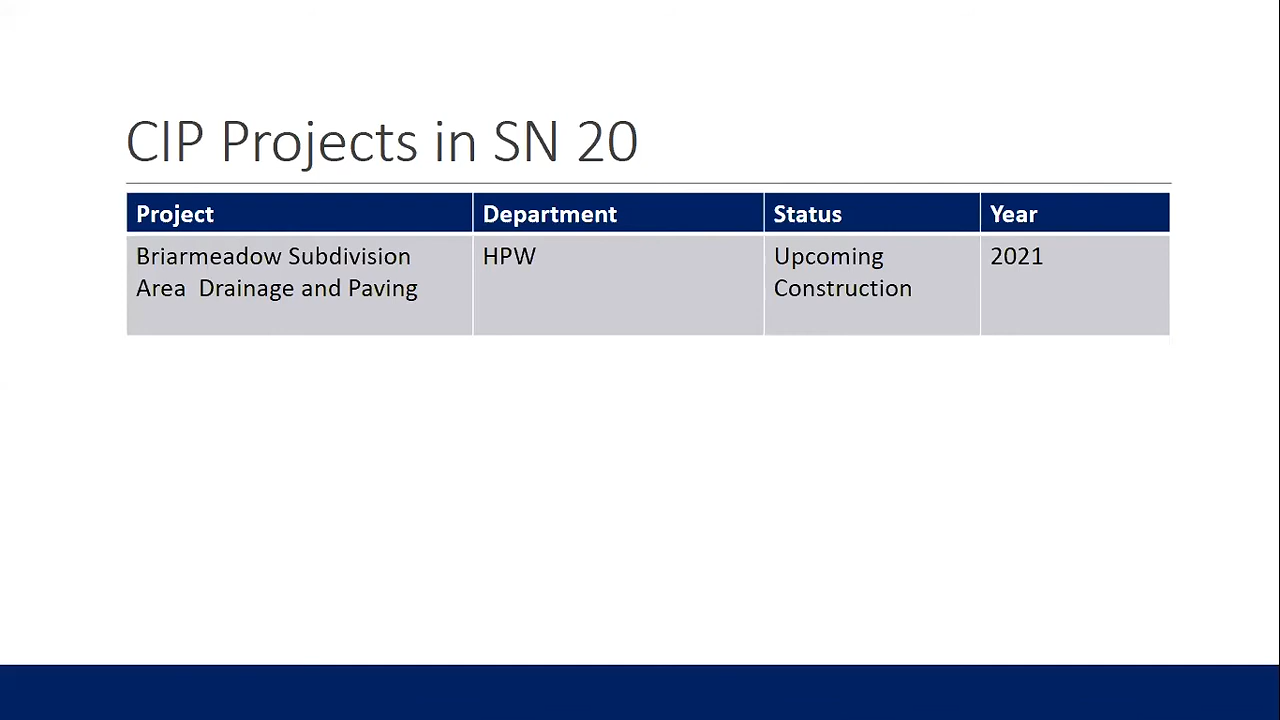 CIP Projects in SN 20
Project Department Status Year
Briarmeadow Subdivision HPW Upcoming 2021
Area Drainage and Paving Construction